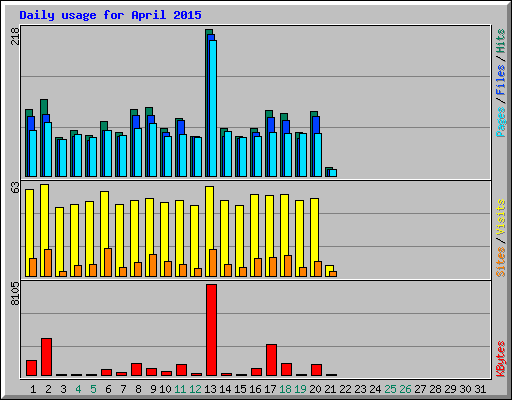 Daily usage for April 2015
218
Pages / Files / Hits
63
Sites / Visits
8105
KBytes
1 2 3 4 5 6 7 8 9 10 11 12 13 14 15 16 17 18 19 20 21 22 23 24 25 26 27 28 29 30 31